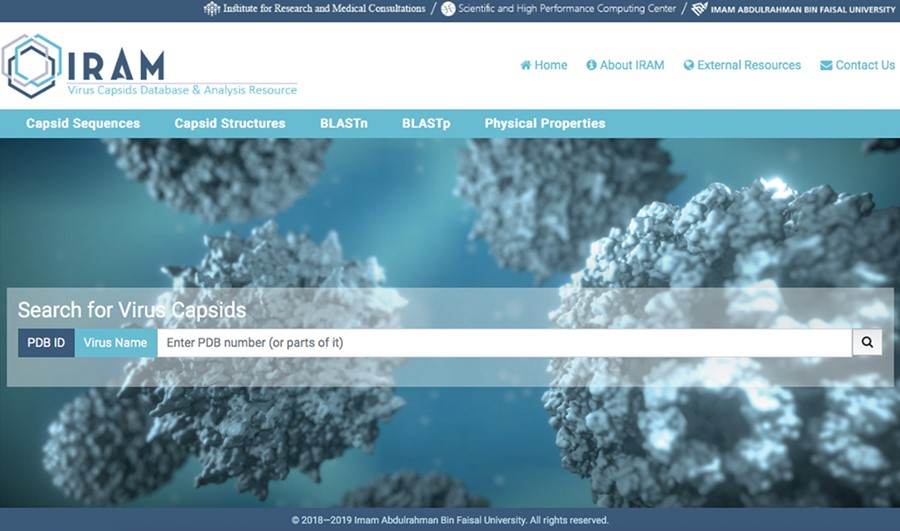 Institute for Research and Medical Consultations / Scientific and High Performance Computing Center / IMAM ABDULRAHMAN BIN FAISAL UNIVERSITY
IRAM
Virus Capsids Database & Analysis Resource
Home About IRAM External Resources Contact Us
Capsid Sequences Capsid Structures BLASTn BLASTp Physical Properties
Search for Virus Capsids
PDB ID Virus Name Enter PDB number (or parts of it)
© 2018—2019 Imam Abdulrahman Bin Faisal University. All rights reserved.